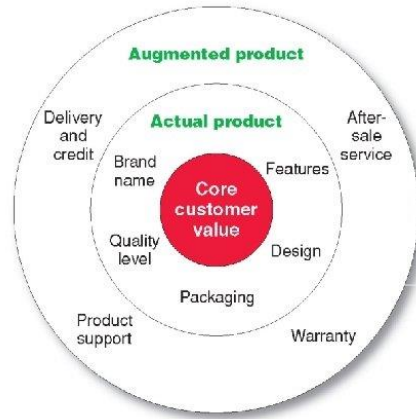 Augmented product
Delivery
and
credit
After-
sale
service
Actual product
Brand
name
Features
Core
customer
value
Quality
level
Design
Packaging
Product
support
Warranty